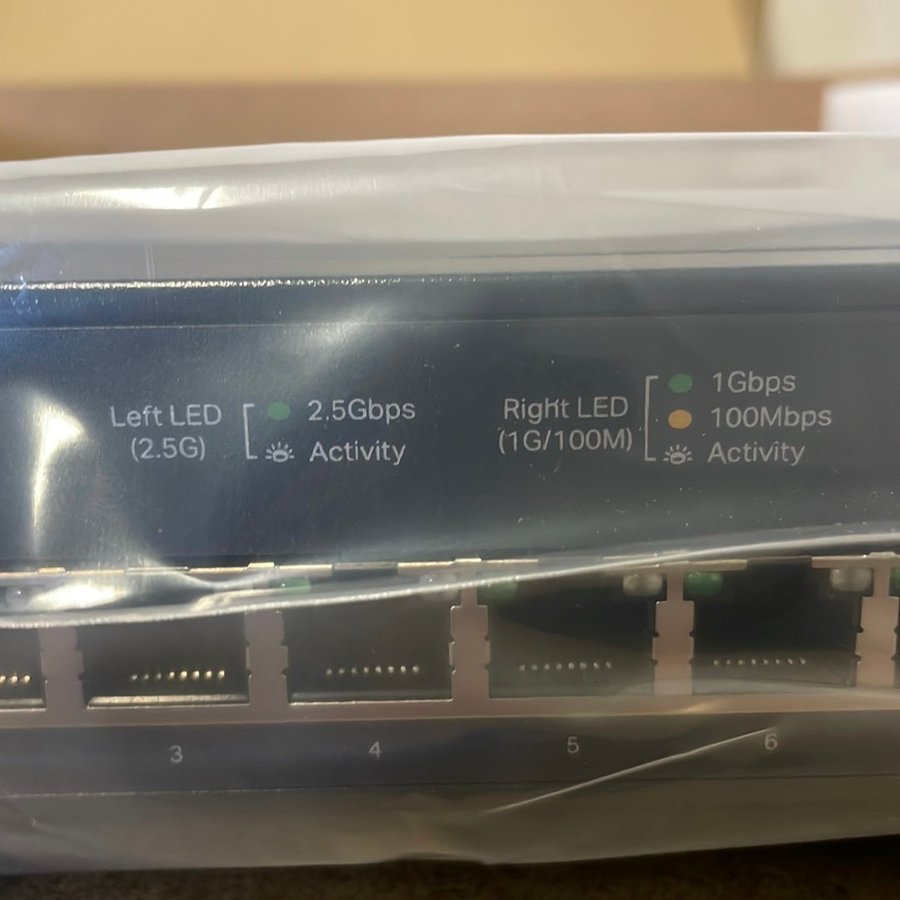 Left LED
(2.5G)
2.5Gbps
Activity
Right LED
(1G/100M)
1Gbps
100Mbps
Activity
3
4
5
6